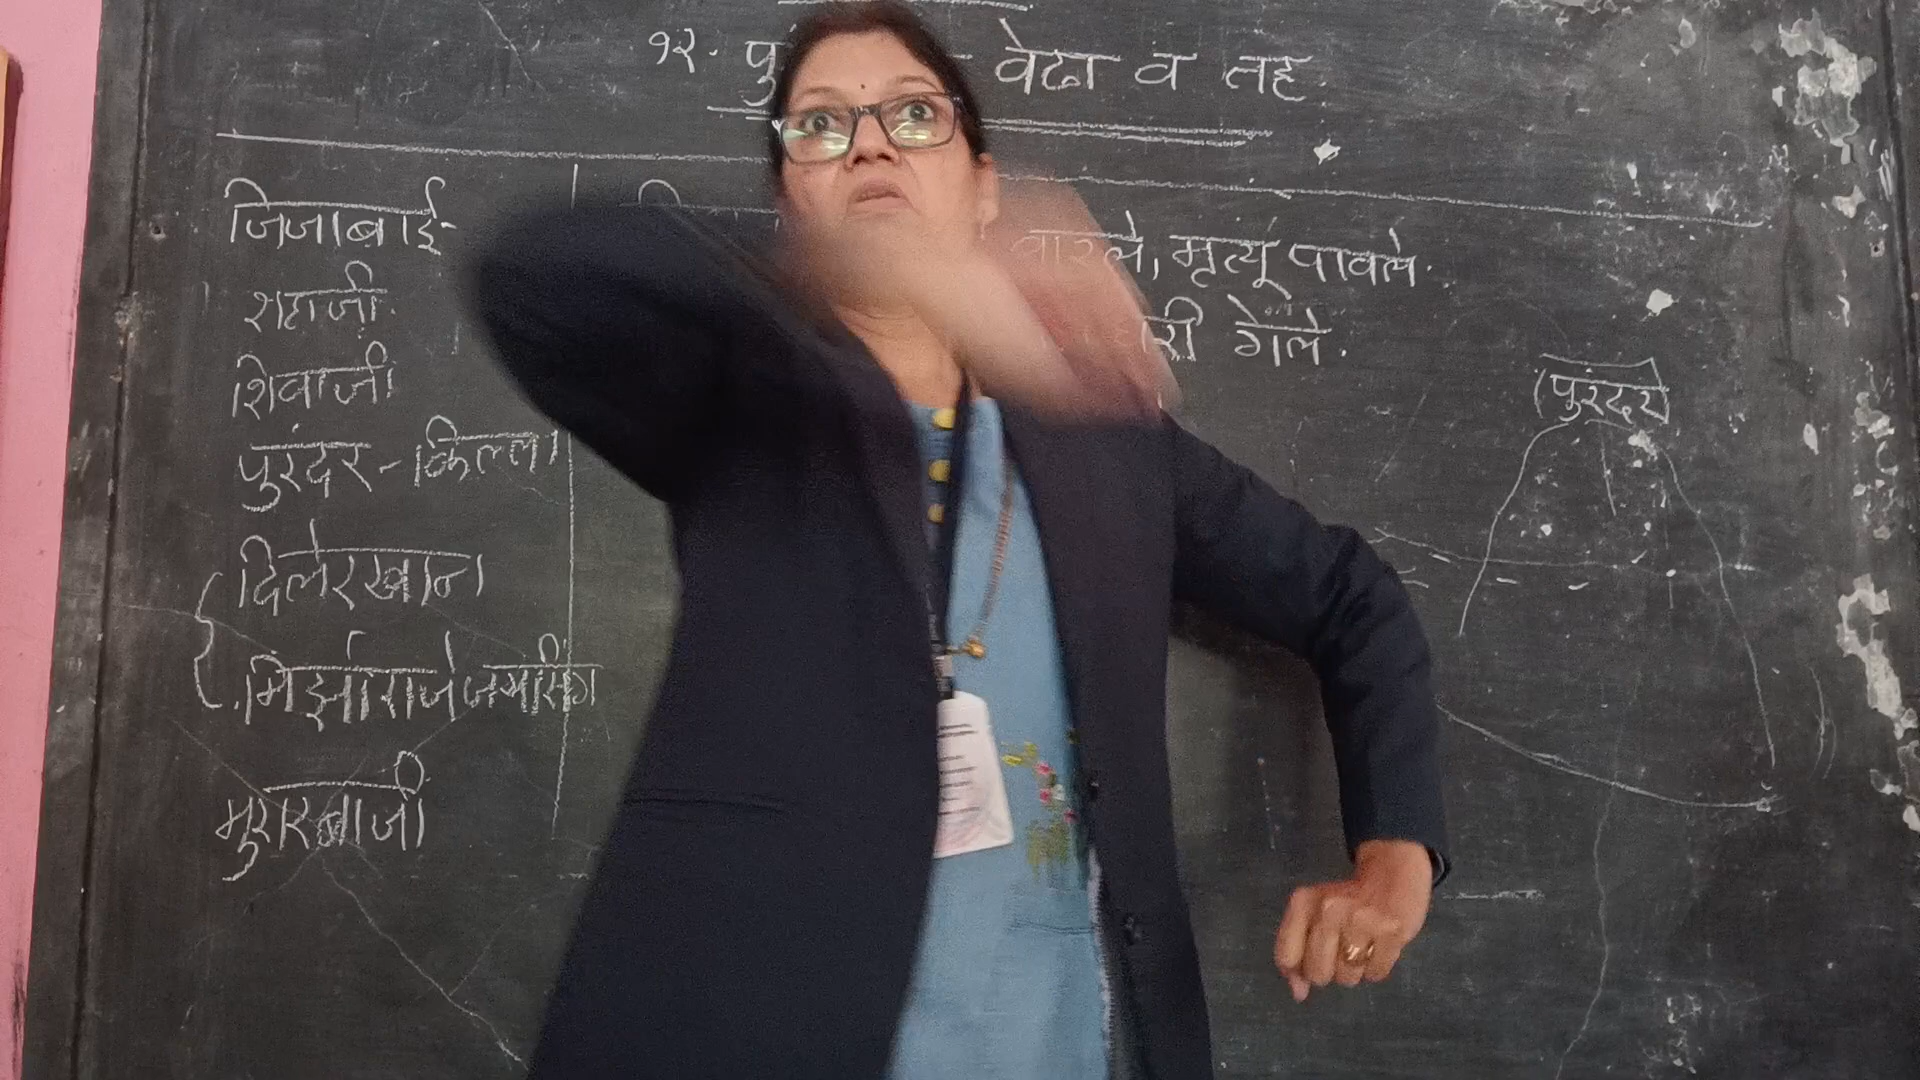 १२. पु - वेढा व तह.
जिजाबाई-
वारले, मृत्यू पावले.
शहाजी.
री गेले.
शिवाजी
(पुरंदर)
पुरंदर - किल्ला
दिलेरखान
मिर्झाराजे जयसिंग
मुरारबाजी